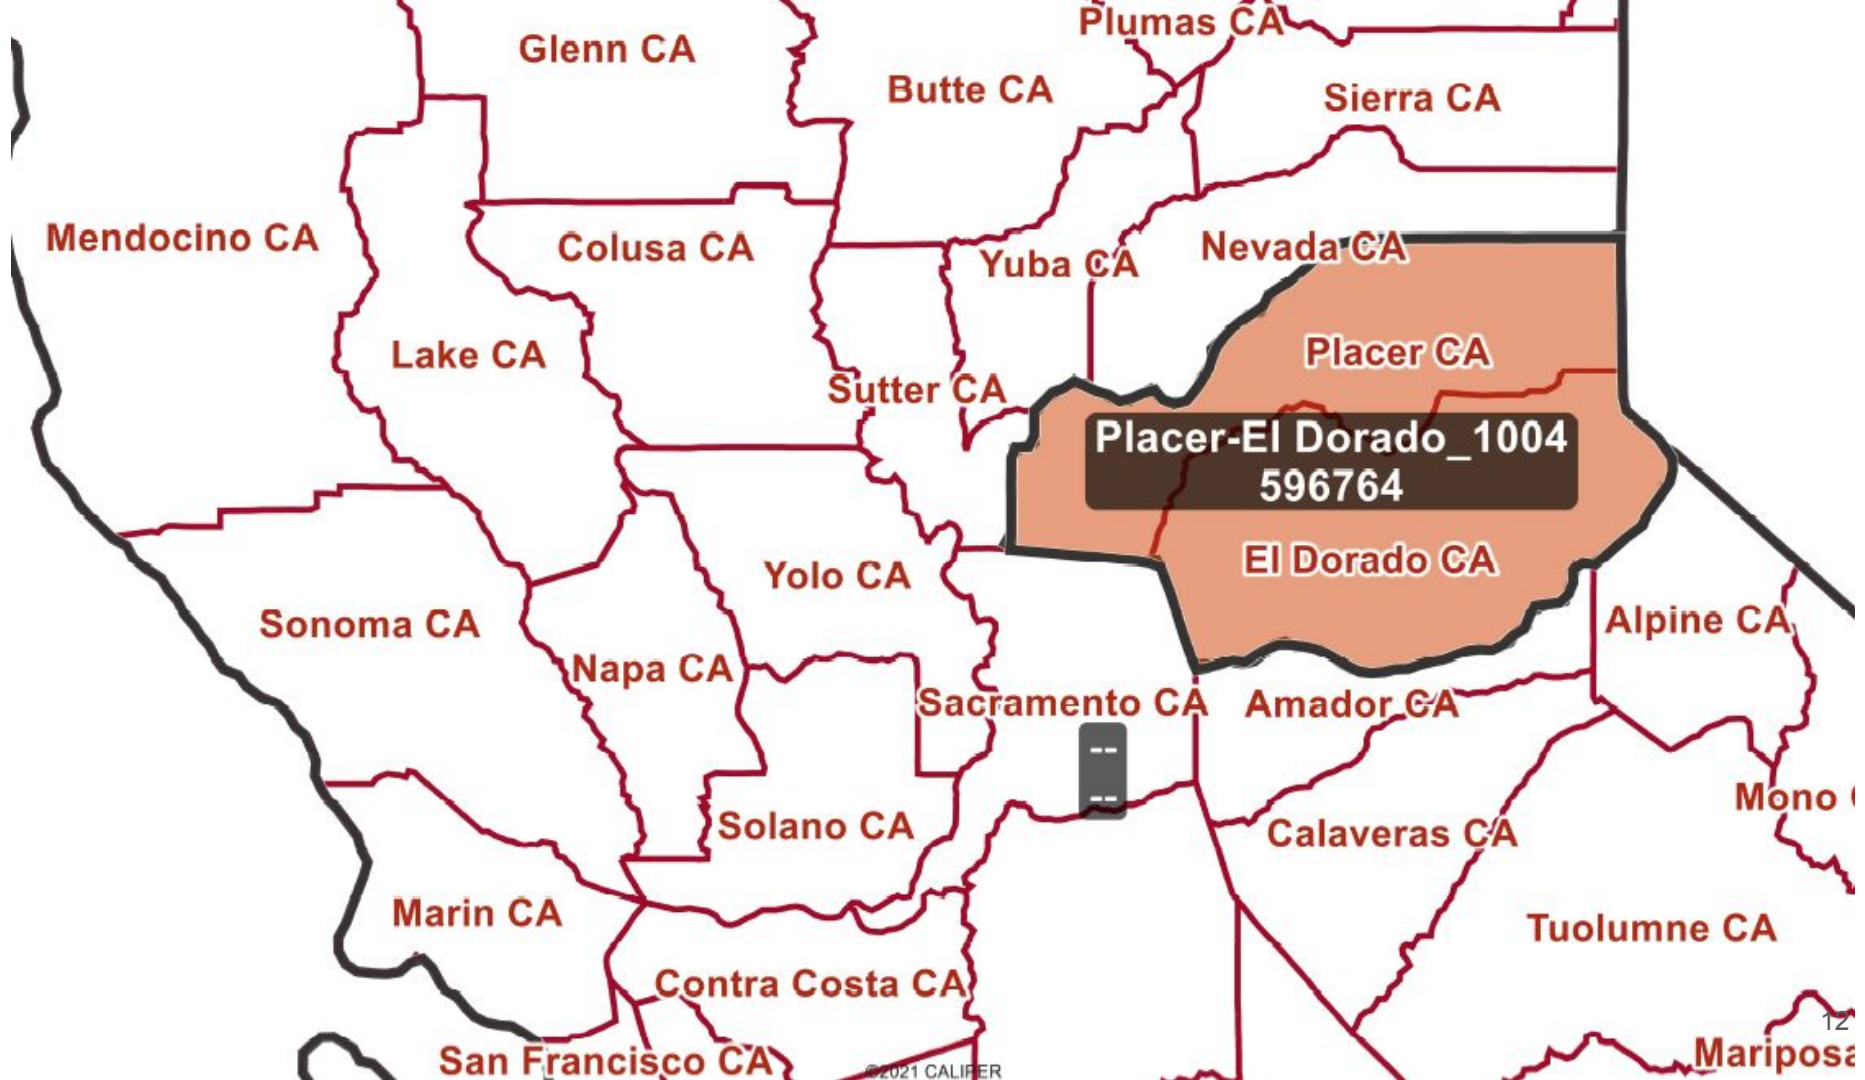 Plumas CA
Glenn CA
Butte CA
Sierra CA
Mendocino CA
Colusa CA
Yuba CA
Nevada CA
Lake CA
Placer CA
Sutter CA
Placer-El Dorado_1004
596764
El Dorado CA
Yolo CA
Sonoma CA
Alpine CA
Napa CA
Sacramento CA
Amador CA
--
--
Mono
Solano CA
Calaveras CA
Marin CA
Tuolumne CA
Contra Costa CA
12
San Francisco CA
Mariposa
©2021 CALIPER